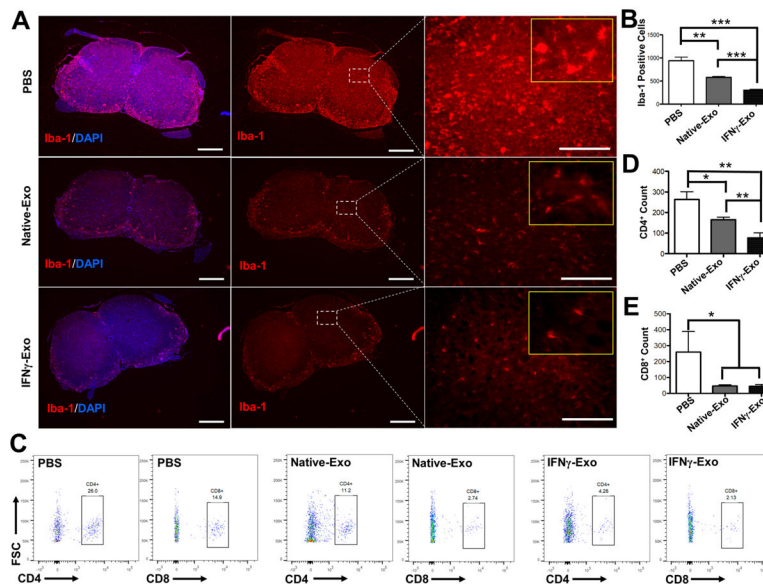 A
PBS
Iba-1/DAPI
Iba-1
Native-Exo
Iba-1/DAPI
Iba-1
IFNγ-Exo
Iba-1/DAPI
Iba-1
B
Iba-1 Positive Cells
1500
1000
500
0
***
**
***
PBS
Native-Exo
IFNγ-Exo
D
CD4+ Count
400
300
200
100
0
**
*
**
PBS
Native-Exo
IFNγ-Exo
E
CD8+ Count
500
400
300
200
100
0
*
PBS
Native-Exo
IFNγ-Exo
C
PBS
CD4+
PBS
CD8+
14.9
Native-Exo
CD4+
11.2
Native-Exo
CD8+
2.74
IFNγ-Exo
CD4+
4.28
IFNγ-Exo
CD8+
2.13
FSC
CD4
CD8
CD4
CD8
CD4
CD8